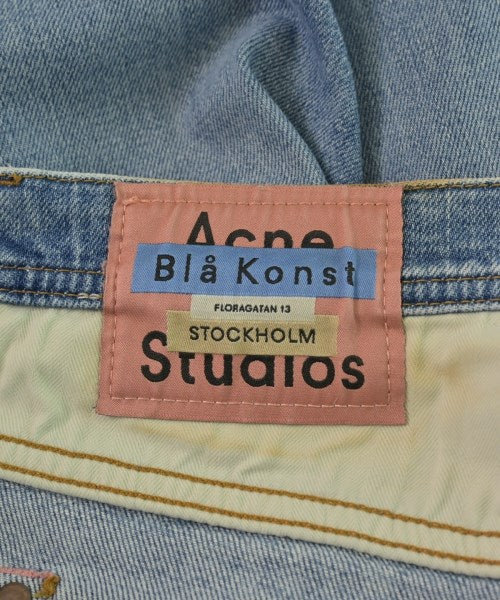 Acne
Blå Konst
FLORAGATAN 13
STOCKHOLM
Studios